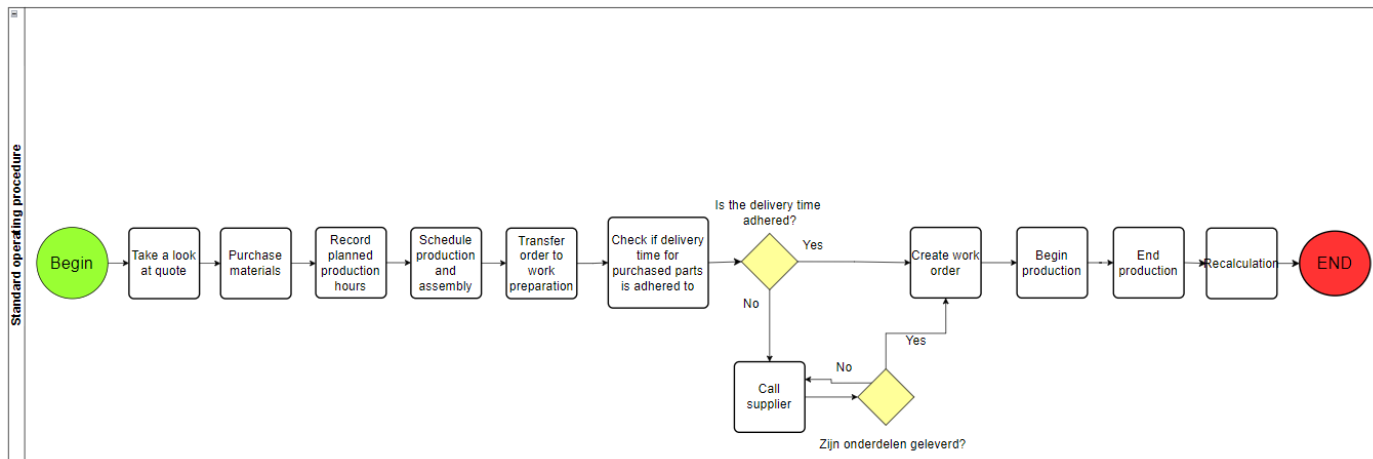 Standard operating procedure
Begin
Take a look
at quote
Purchase
materials
Record
planned
production
hours
Schedule
production
and
assembly
Transfer
order to
work
preparation
Check if delivery
time for
purchased parts
is adhered to
Is the delivery time
adhered?
Yes
No
Call
supplier
No
Yes
Zijn onderdelen geleverd?
Create work
order
Begin
production
End
production
Recalculation
END